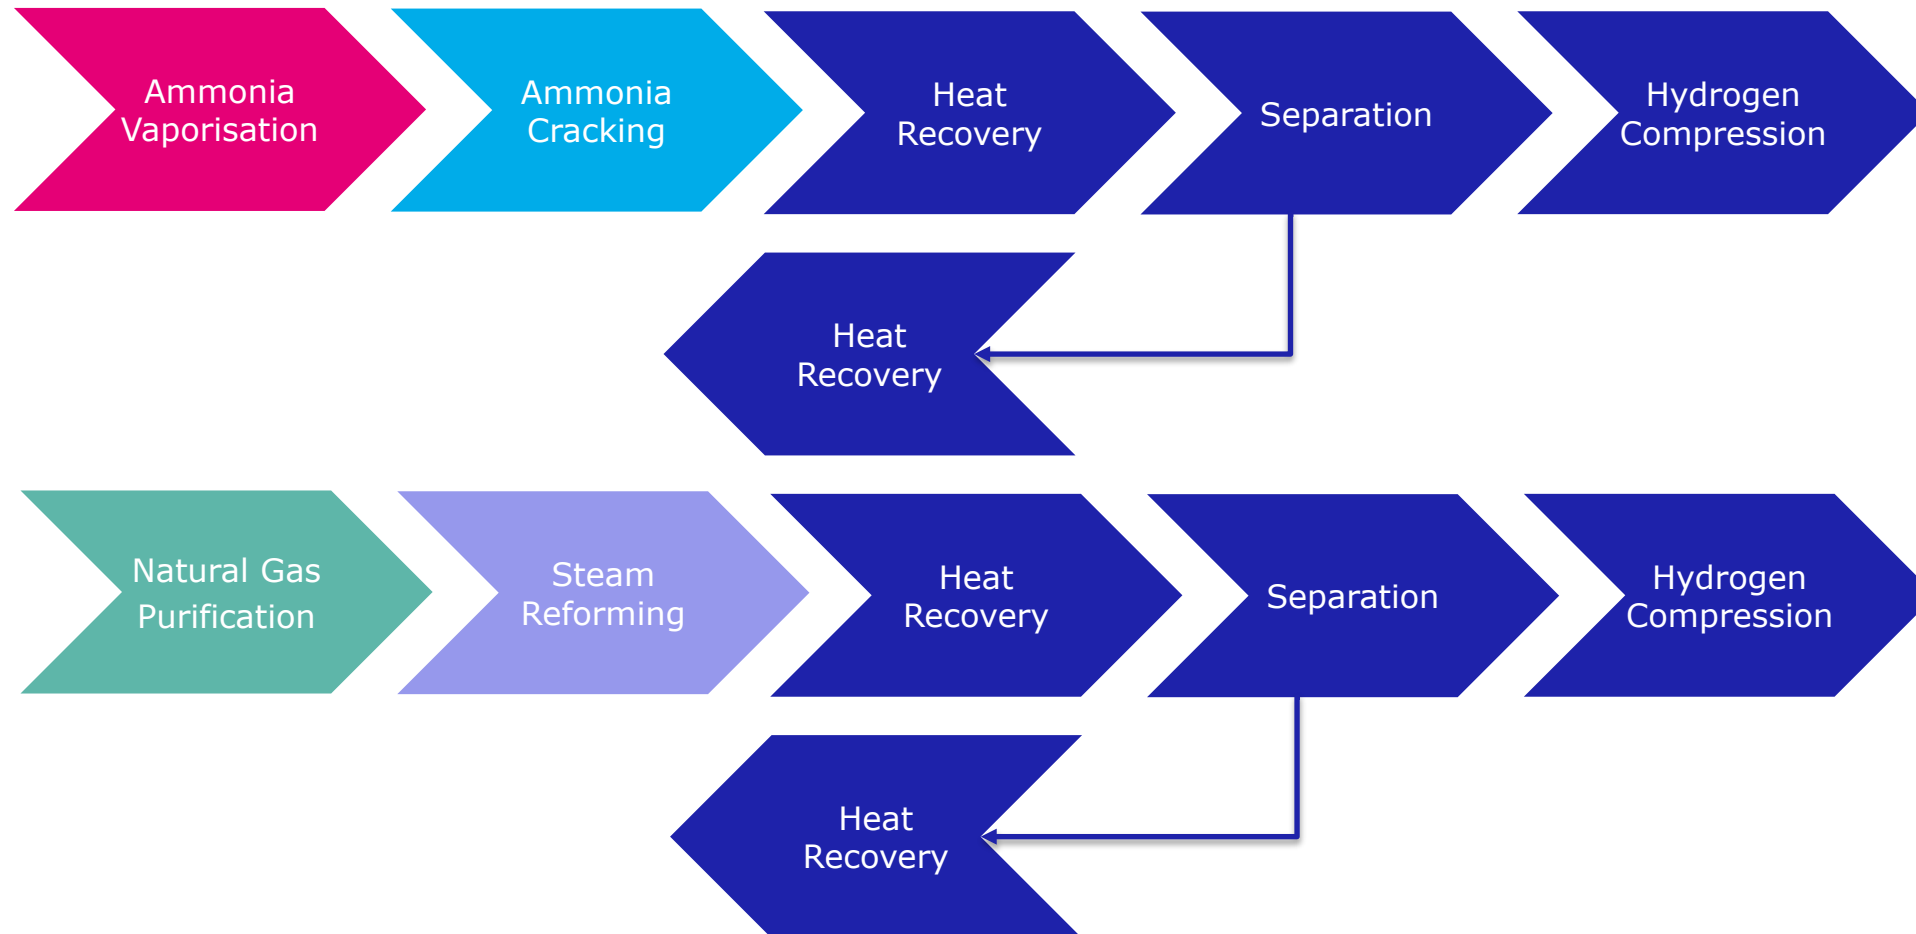 Ammonia
Vaporisation
Ammonia
Cracking
Heat
Recovery
Separation
Hydrogen
Compression
Heat
Recovery
Natural Gas
Purification
Steam
Reforming
Heat
Recovery
Separation
Hydrogen
Compression
Heat
Recovery